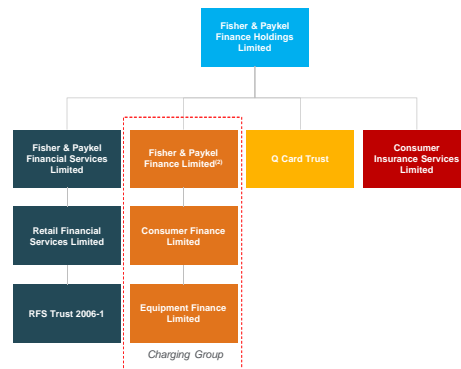 Fisher & Paykel
Finance Holdings
Limited
Fisher & Paykel
Financial Services
Limited
Fisher & Paykel
Finance Limited(2)
Q Card Trust
Consumer
Insurance Services
Limited
Retail Financial
Services Limited
Consumer Finance
Limited
RFS Trust 2006-1
Equipment Finance
Limited
Charging Group